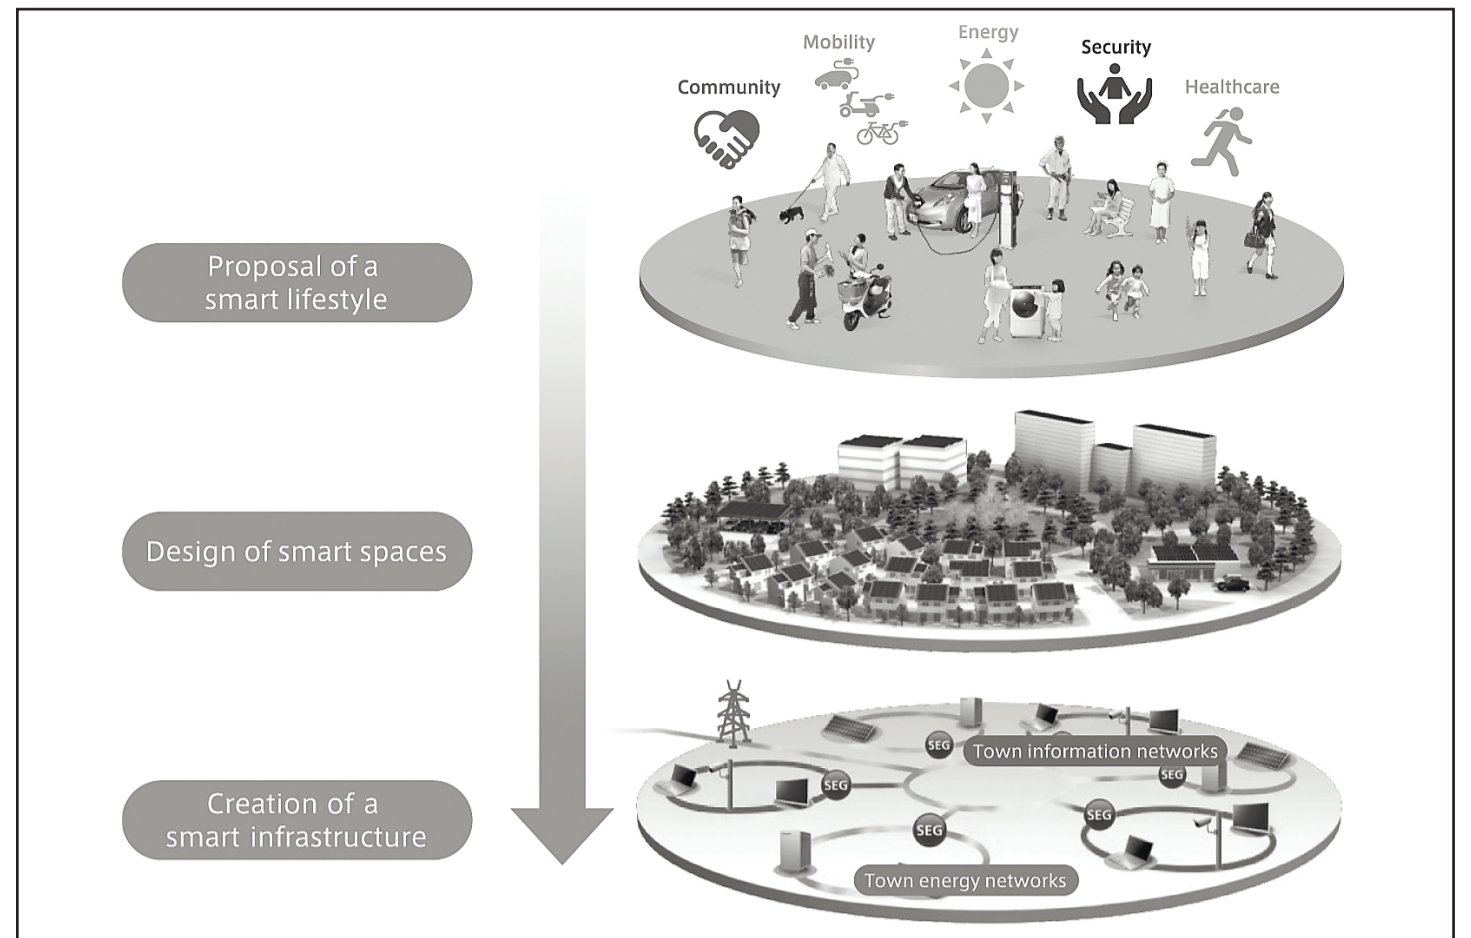 Mobility
Energy
Security
Community
Healthcare
Proposal of a
smart lifestyle
Design of smart spaces
Creation of a
smart infrastructure
SEG
Town information networks
SEG
SEG
SEG
SEG
Town energy networks